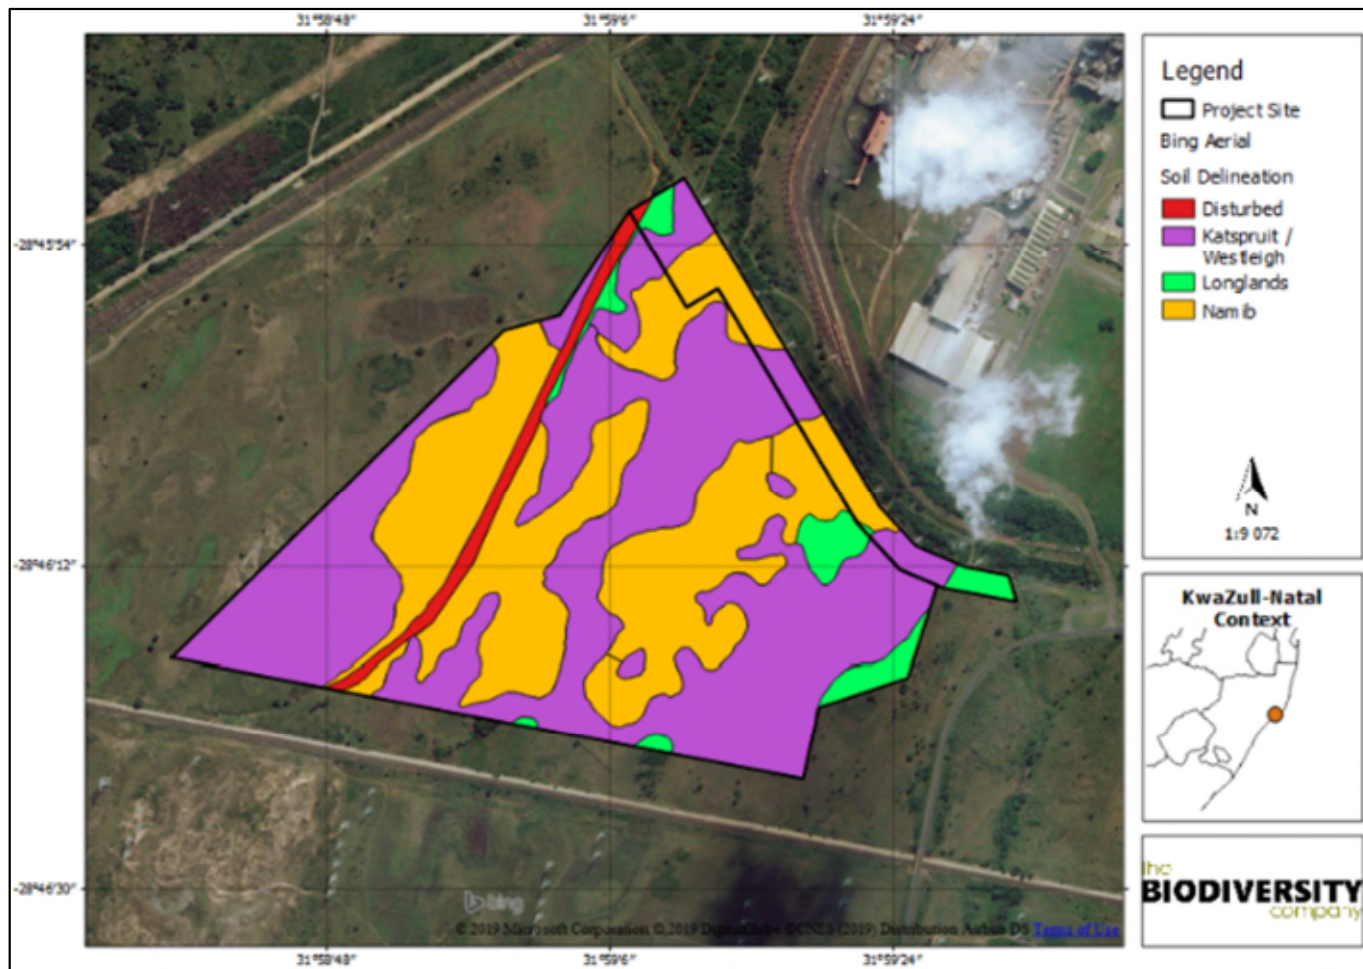 31°58'48" 31°59'6" 31°59'24"
-28°45'54"
-28°46'12"
-28°46'30"
bing
© 2019 Microsoft Corporation © 2019 DigitalGlobe ©CNES (2019) Distribution Airbus DS Terms of Use
31°58'48" 31°59'6" 31°59'24"
Legend
Project Site
Bing Aerial
Soil Delineation
Disturbed
Katspruit /
Westleigh
Longlands
Namib
N
1:9 072
KwaZull-Natal
Context
the
BIODIVERSITY
company